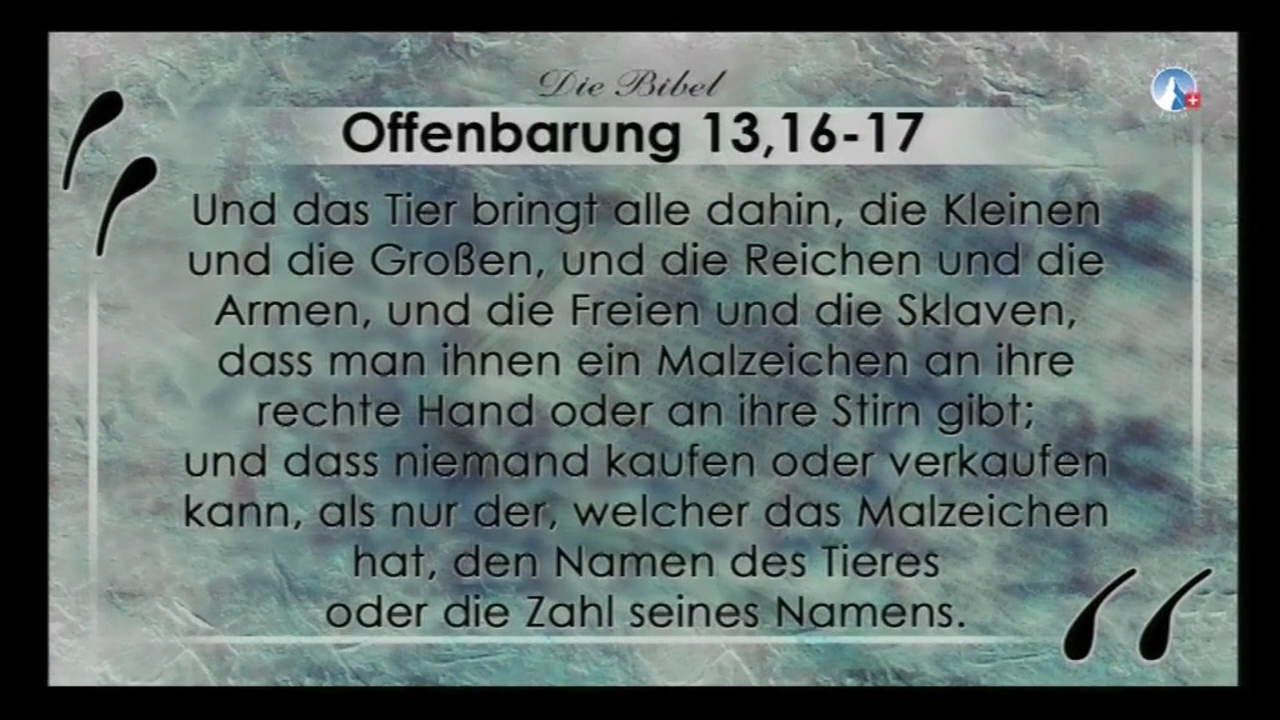 Die Bibel
Offenbarung 13,16-17
Und das Tier bringt alle dahin, die Kleinen
und die Großen, und die Reichen und die
Armen, und die Freien und die Sklaven,
dass man ihnen ein Malzeichen an ihre
rechte Hand oder an ihre Stirn gibt;
und dass niemand kaufen oder verkaufen
kann, als nur der, welcher das Malzeichen
hat, den Namen des Tieres
oder die Zahl seines Namens.